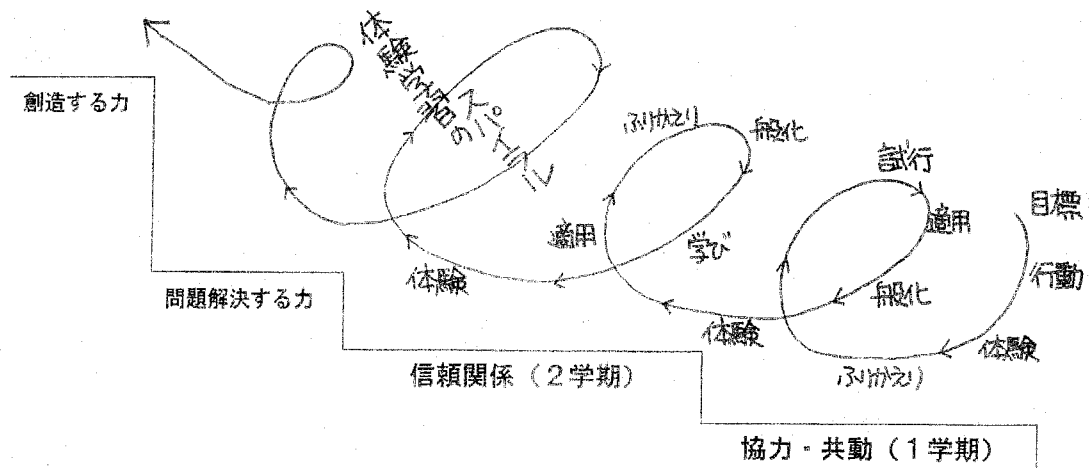 体験学習のスパイラル
創造する力
問題解決する力
信頼関係（2学期）
協力・共動（1学期）
目標
行動
体験
ふりかえり
般化
適用
試行
体験
学び
般化
ふりかえり
適用
体験